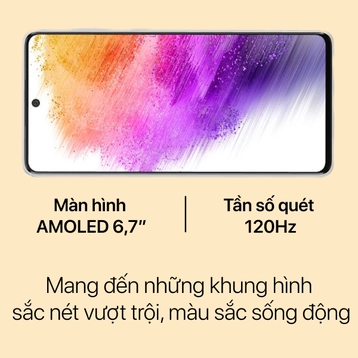 Màn hình
AMOLED 6,7”
Tần số quét
120Hz
Mang đến những khung hình
sắc nét vượt trội, màu sắc sống động